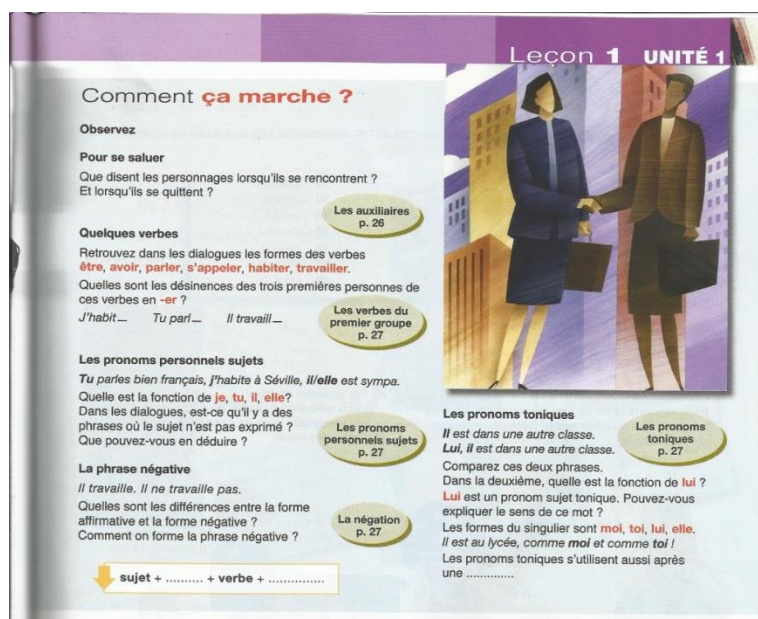 Leçon 1 UNITÉ 1
Comment ça marche ?
Observez
Pour se saluer
Que disent les personnages lorsqu'ils se rencontrent ?
Et lorsqu'ils se quittent ?
Les auxiliaires
p. 26
Quelques verbes
Retrouvez dans les dialogues les formes des verbes
être, avoir, parler, s'appeler, habiter, travailler.
Quelles sont les désinences des trois premières personnes de
ces verbes en -er ?
J'habit_ Tu parl_ Il travaill_
Les verbes du
premier groupe
p. 27
Les pronoms personnels sujets
Tu parles bien français, j'habite à Séville, il/elle est sympa.
Quelle est la fonction de je, tu, il, elle?
Dans les dialogues, est-ce qu'il y a des
phrases où le sujet n'est pas exprimé ?
Que pouvez-vous en déduire ?
Les pronoms
personnels sujets
p. 27
La phrase négative
Il travaille. Il ne travaille pas.
Quelles sont les différences entre la forme
affirmative et la forme négative ?
Comment on forme la phrase négative ?
La négation
p. 27
sujet + .......... + verbe + ...............
Les pronoms toniques
Il est dans une autre classe.
Lui, il est dans une autre classe.
Les pronoms
toniques
p. 27
Comparez ces deux phrases.
Dans la deuxième, quelle est la fonction de lui ?
Lui est un pronom sujet tonique. Pouvez-vous
expliquer le sens de ce mot ?
Les formes du singulier sont moi, toi, lui, elle.
Il est au lycée, comme moi et comme toi !
Les pronoms toniques s'utilisent aussi après
une ..............